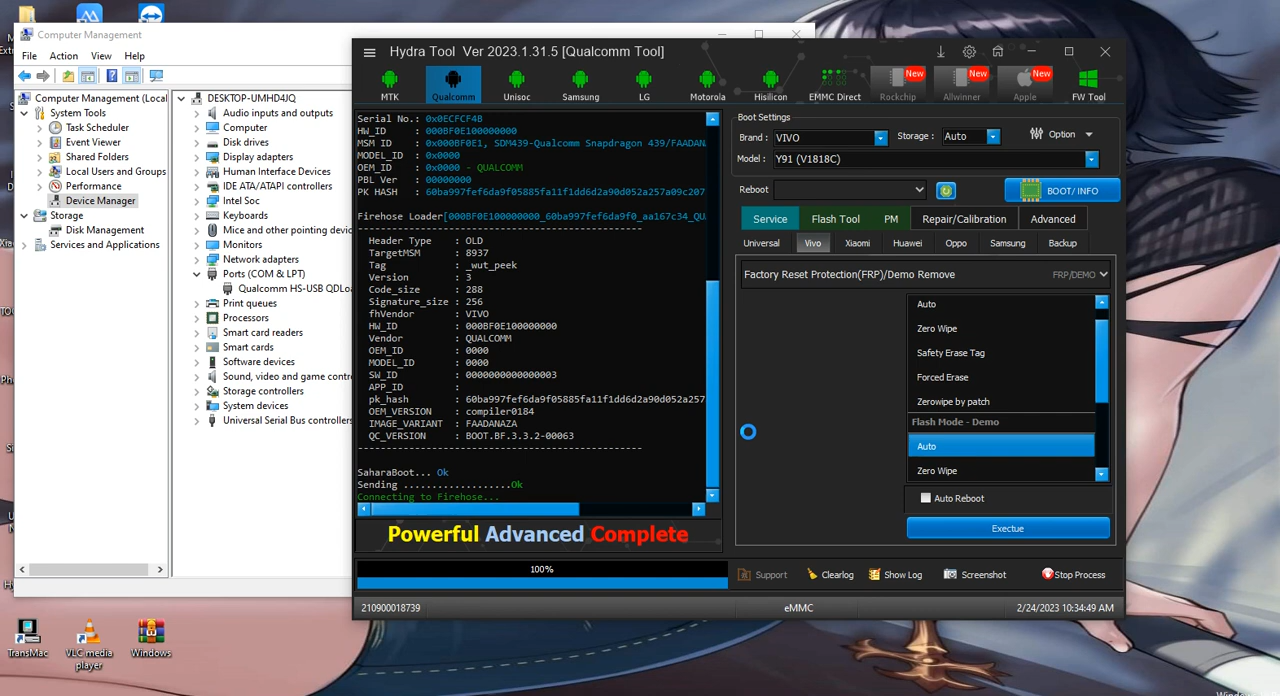 Computer Management
File Action View Help
Computer Management (Local
System Tools
Task Scheduler
Event Viewer
Shared Folders
Local Users and Groups
Performance
Device Manager
Storage
Disk Management
Services and Applications
DESKTOP-UMHD4JQ
Audio inputs and outputs
Computer
Disk drives
Display adapters
Human Interface Devices
IDE ATA/ATAPI controllers
Intel Soc
Keyboards
Mice and other pointing devic
Monitors
Network adapters
Ports (COM & LPT)
Qualcomm HS-USB QDLoa
Print queues
Processors
Smart card readers
Smart cards
Software devices
Sound, video and game contr
Storage controllers
System devices
Universal Serial Bus controllers
Hydra Tool Ver 2023.1.31.5 [Qualcomm Tool]
MTK Qualcomm Unisoc Samsung LG Motorola Hisilicon EMMC Direct Rockchip New Allwinner New Apple New FW Tool
Serial No.: 0x0ECFCF4B
HW_ID : 000BF0E100000000
MSM ID : 0x000BF0E1, SDM439-Qualcomm Snapdragon 439/FAADAN
MODEL_ID : 0x0000
OEM_ID : 0x0000 - QUALCOMM
PBL Ver : 00000000
PK HASH : 60ba997fef6da9f05885fa11f1dd6d2a90d052a257a09c207
Firehose Loader[000BF0E100000000_60ba997fef6da9f0_aa167c34_QU
------------------------------------------------
Header Type : OLD
TargetMSM : 8937
Tag : _wut_peek
Version : 3
Code_size : 288
Signature_size : 256
fhVendor : VIVO
HW_ID : 000BF0E100000000
Vendor : QUALCOMM
OEM_ID : 0000
MODEL_ID : 0000
SW_ID : 0000000000000003
APP_ID :
pk_hash : 60ba997fef6da9f05885fa11f1dd6d2a90d052a257
OEM_VERSION : compiler0184
IMAGE_VARIANT : FAADANAZA
QC_VERSION : BOOT.BF.3.3.2-00063
------------------------------------------------
SaharaBoot... Ok
Sending ...................Ok
Connecting to Firehose...
Powerful Advanced Complete
100%
Boot Settings
Brand : VIVO Storage : Auto Option
Model : Y91 (V1818C)
Reboot BOOT/ INFO
Service Flash Tool PM Repair/Calibration Advanced
Universal Vivo Xiaomi Huawei Oppo Samsung Backup
Factory Reset Protection(FRP)/Demo Remove FRP/DEMO
Auto
Zero Wipe
Safety Erase Tag
Forced Erase
Zerowipe by patch
Flash Mode - Demo
Auto
Zero Wipe
Auto Reboot
Exectue
Support Clearlog Show Log Screenshot Stop Process
210900018739 eMMC 2/24/2023 10:34:49 AM
TransMac
VLC media
player
Windows